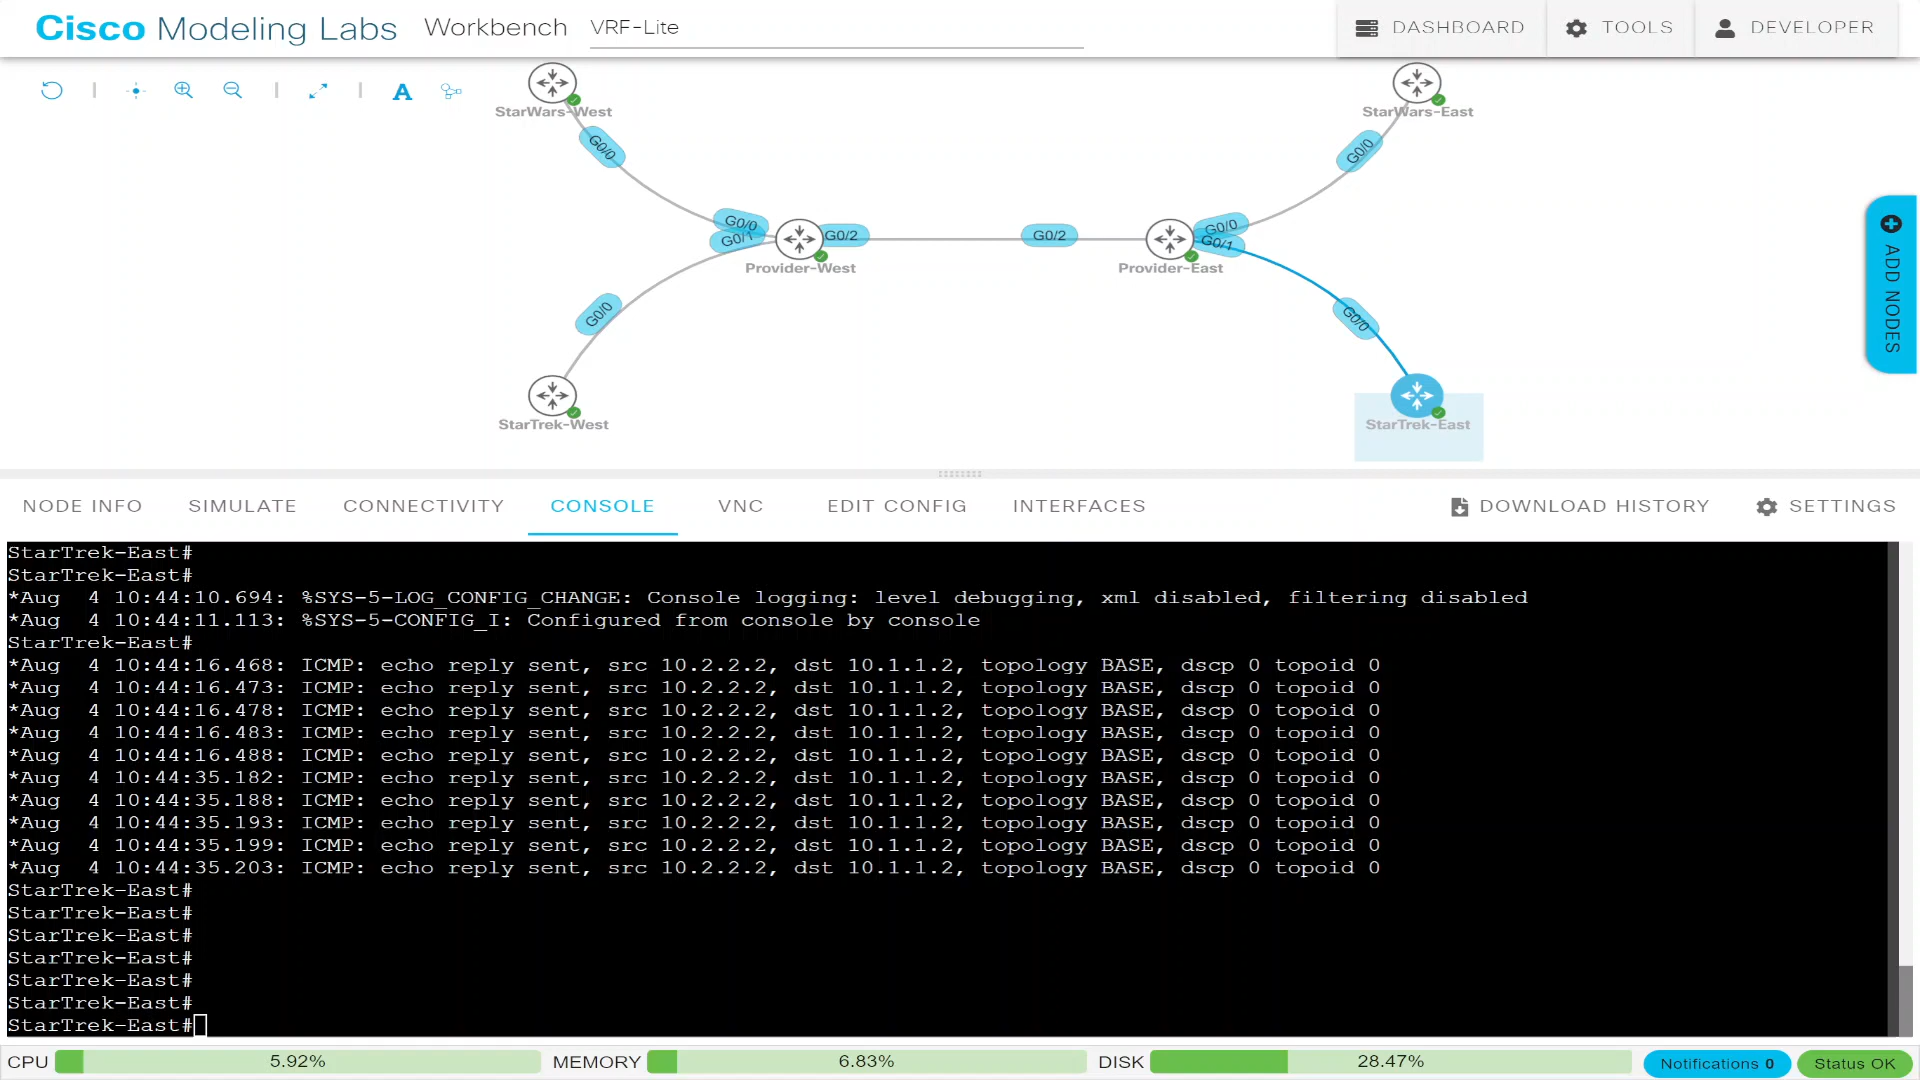 Cisco Modeling Labs Workbench VRF-Lite DASHBOARD TOOLS DEVELOPER
StarWars-West StarWars-East
G0/0 G0/0
G0/0 G0/0
G0/1 G0/2 G0/2 G0/1
Provider-West Provider-East
ADD NODES
G0/0 G0/0
StarTrek-West StarTrek-East
NODE INFO SIMULATE CONNECTIVITY CONSOLE VNC EDIT CONFIG INTERFACES DOWNLOAD HISTORY SETTINGS
StarTrek-East#
StarTrek-East#
*Aug  4 10:44:10.694: %SYS-5-LOG_CONFIG_CHANGE: Console logging: level debugging, xml disabled, filtering disabled
*Aug  4 10:44:11.113: %SYS-5-CONFIG_I: Configured from console by console
StarTrek-East#
*Aug  4 10:44:16.468: ICMP: echo reply sent, src 10.2.2.2, dst 10.1.1.2, topology BASE, dscp 0 topoid 0
*Aug  4 10:44:16.473: ICMP: echo reply sent, src 10.2.2.2, dst 10.1.1.2, topology BASE, dscp 0 topoid 0
*Aug  4 10:44:16.478: ICMP: echo reply sent, src 10.2.2.2, dst 10.1.1.2, topology BASE, dscp 0 topoid 0
*Aug  4 10:44:16.483: ICMP: echo reply sent, src 10.2.2.2, dst 10.1.1.2, topology BASE, dscp 0 topoid 0
*Aug  4 10:44:16.488: ICMP: echo reply sent, src 10.2.2.2, dst 10.1.1.2, topology BASE, dscp 0 topoid 0
*Aug  4 10:44:35.182: ICMP: echo reply sent, src 10.2.2.2, dst 10.1.1.2, topology BASE, dscp 0 topoid 0
*Aug  4 10:44:35.188: ICMP: echo reply sent, src 10.2.2.2, dst 10.1.1.2, topology BASE, dscp 0 topoid 0
*Aug  4 10:44:35.193: ICMP: echo reply sent, src 10.2.2.2, dst 10.1.1.2, topology BASE, dscp 0 topoid 0
*Aug  4 10:44:35.199: ICMP: echo reply sent, src 10.2.2.2, dst 10.1.1.2, topology BASE, dscp 0 topoid 0
*Aug  4 10:44:35.203: ICMP: echo reply sent, src 10.2.2.2, dst 10.1.1.2, topology BASE, dscp 0 topoid 0
StarTrek-East#
StarTrek-East#
StarTrek-East#
StarTrek-East#
StarTrek-East#
StarTrek-East#
StarTrek-East#
CPU 5.92% MEMORY 6.83% DISK 28.47% Notifications 0 Status OK